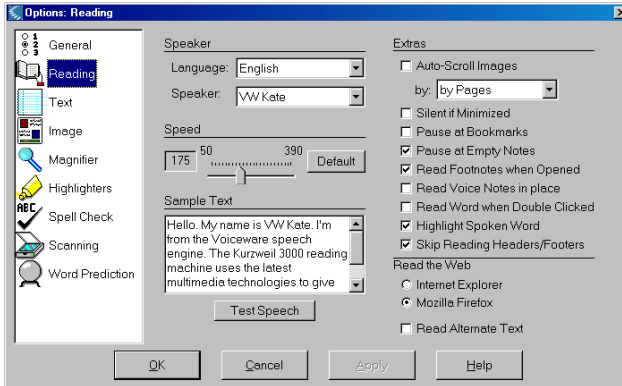 Options: Reading
1
2
3
General
Reading
Text
Image
Magnifier
Highlighters
ABC
Spell Check
Scanning
Word Prediction
Speaker
Language: English
Speaker: VW Kate
Speed
175 50 390 Default
Sample Text
Hello. My name is VW Kate. I'm
from the Voiceware speech
engine. The Kurzweil 3000 reading
machine uses the latest
multimedia technologies to give
Test Speech
Extras
Auto-Scroll Images
by: by Pages
Silent if Minimized
Pause at Bookmarks
Pause at Empty Notes
Read Footnotes when Opened
Read Voice Notes in place
Read Word when Double Clicked
Highlight Spoken Word
Skip Reading Headers/Footers
Read the Web
Internet Explorer
Mozilla Firefox
Read Alternate Text
OK Cancel Apply Help